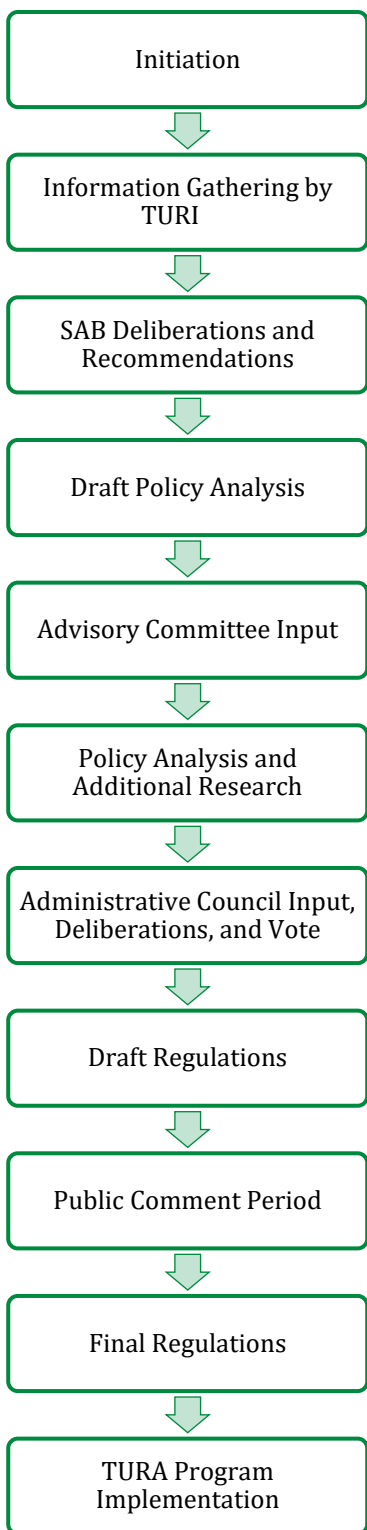 Initiation
Information Gathering by
TURI
SAB Deliberations and
Recommendations
Draft Policy Analysis
Advisory Committee Input
Policy Analysis and
Additional Research
Administrative Council Input,
Deliberations, and Vote
Draft Regulations
Public Comment Period
Final Regulations
TURA Program
Implementation